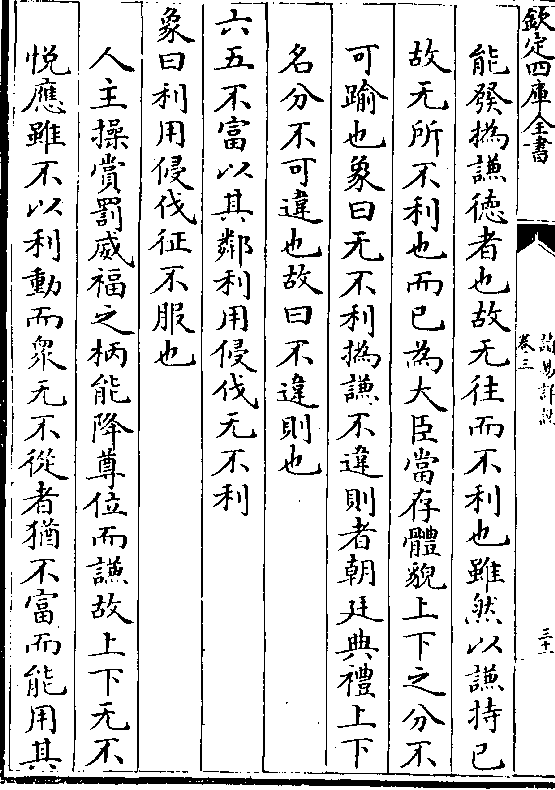 欽定四庫全書
讀易詳說
卷三
三十一
能發撝謙徳者也故无往而不利也雖然以謙持已
故无所不利也而已為大臣當存體貌上下之分不
可踰也象曰无不利撝謙不違則者朝廷典禮上下
名分不可違也故曰不違則也
六五不富以其鄰利用侵伐无不利
象曰利用侵伐征不服也
人主操賞罰威福之柄能降尊位而謙故上下无不
悅應雖不以利動而衆无不從者猶不富而能用其